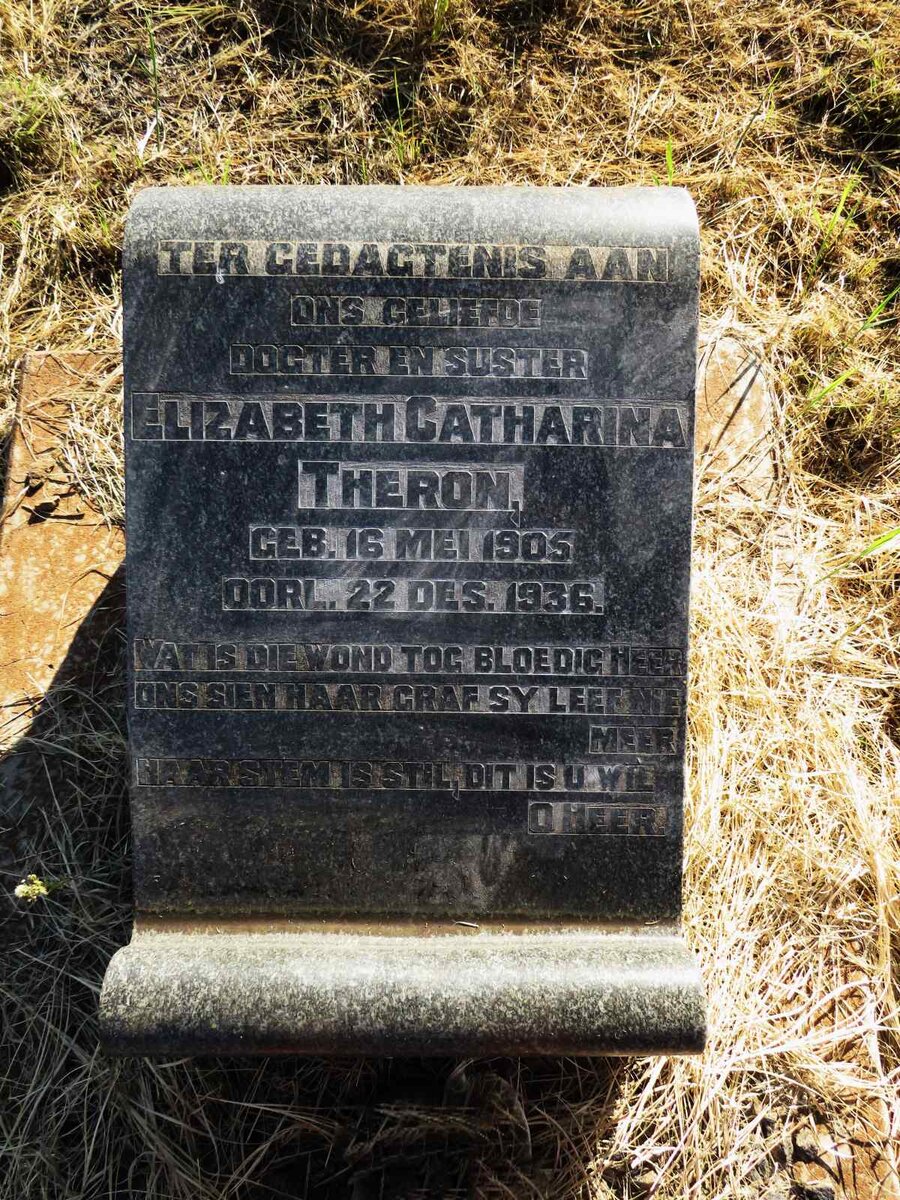 TER GEDAGTENIS AAN
ONS GELIEFDE
DOGTER EN SUSTER
ELIZABETH CATHARINA
THERON,
GEB. 16 MEI 1905
OORL. 22 DES. 1936.
WAT IS DIE WOND TOG BLOEDIG HEER
ONS SIEN HAAR GRAF SY LEEF NIE
MEER
HAAR STEM IS STIL, DIT IS U WIL
O HEER.